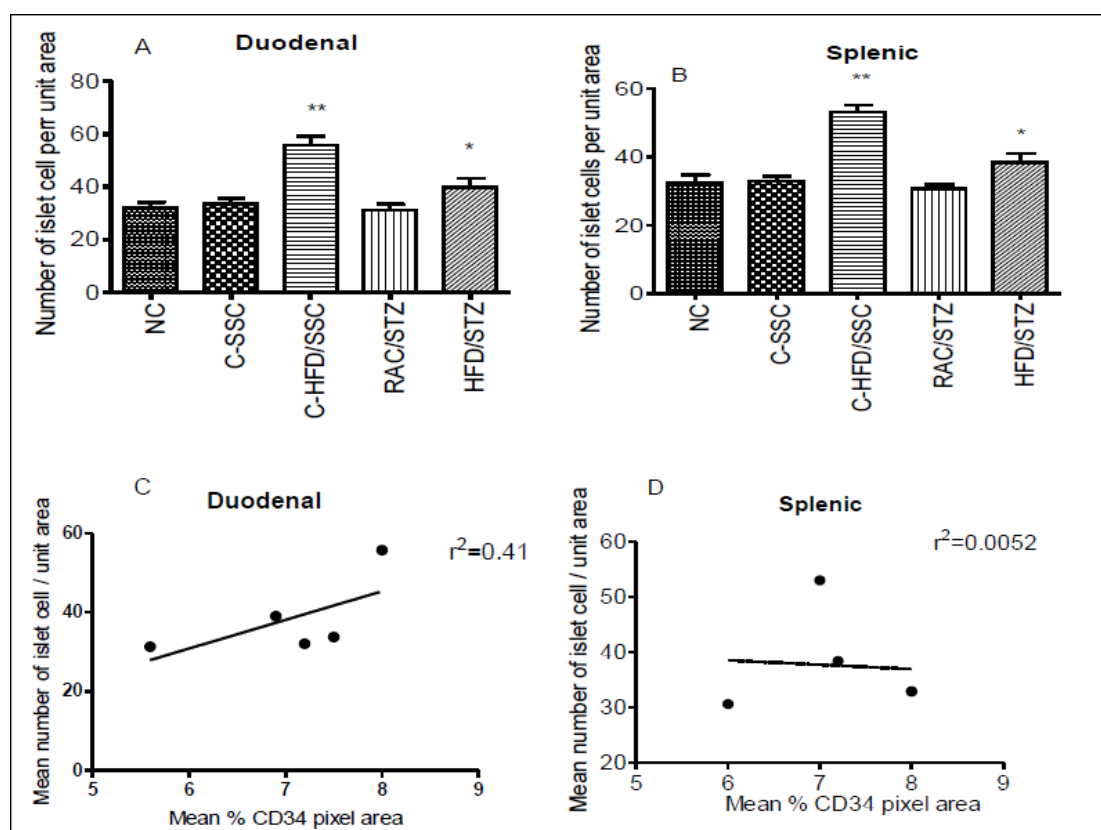 A
Duodenal
Number of islet cell perr unit area
80
60
40
20
0
**
*
NC
C-SSC
C-HFD/SSC
RAC/STZ
HFD/STZ
B
Splenic
Number of islet cells per unit area
60
40
20
0
**
*
NC
C-SSC
C-HFD/STZ
RAC/STZ
HFD/STZ
C
Duodenal
r²=0.41
Mean number of islet cell / unit area
60
40
20
0
5
6
7
8
9
Mean % CD34 pixel area
D
Splenic
r²=0.0052
Mean number of islet cell / unit area
60
50
40
30
20
5
6
7
8
9
Mean % CD34 pixel area